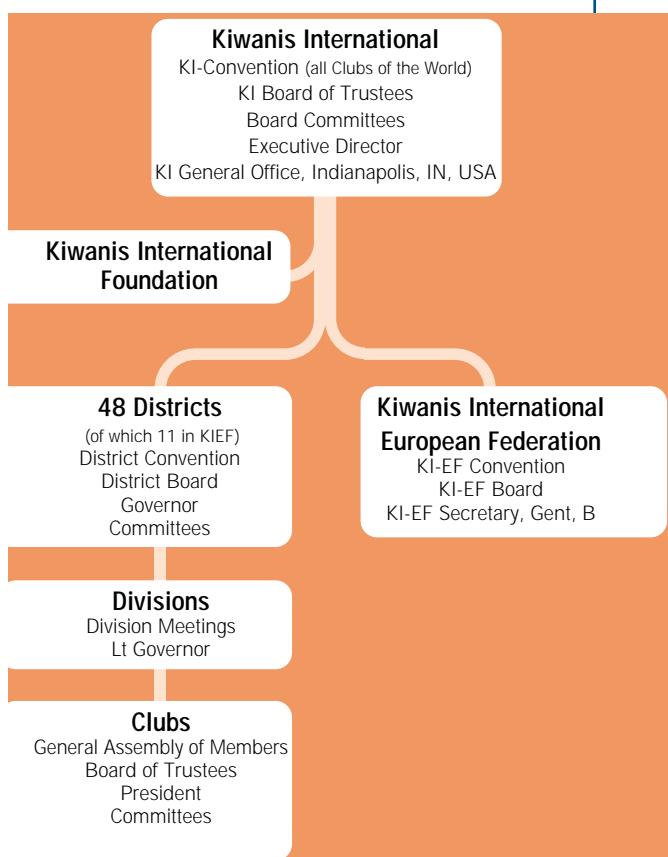 Kiwanis International
KI-Convention (all Clubs of the World)
KI Board of Trustees
Board Committees
Executive Director
KI General Office, Indianapolis, IN, USA
Kiwanis International
Foundation
48 Districts
(of which 11 in KIEF)
District Convention
District Board
Governor
Committees
Kiwanis International
European Federation
KI-EF Convention
KI-EF Board
KI-EF Secretary, Gent, B
Divisions
Division Meetings
Lt Governor
Clubs
General Assembly of Members
Board of Trustees
President
Committees